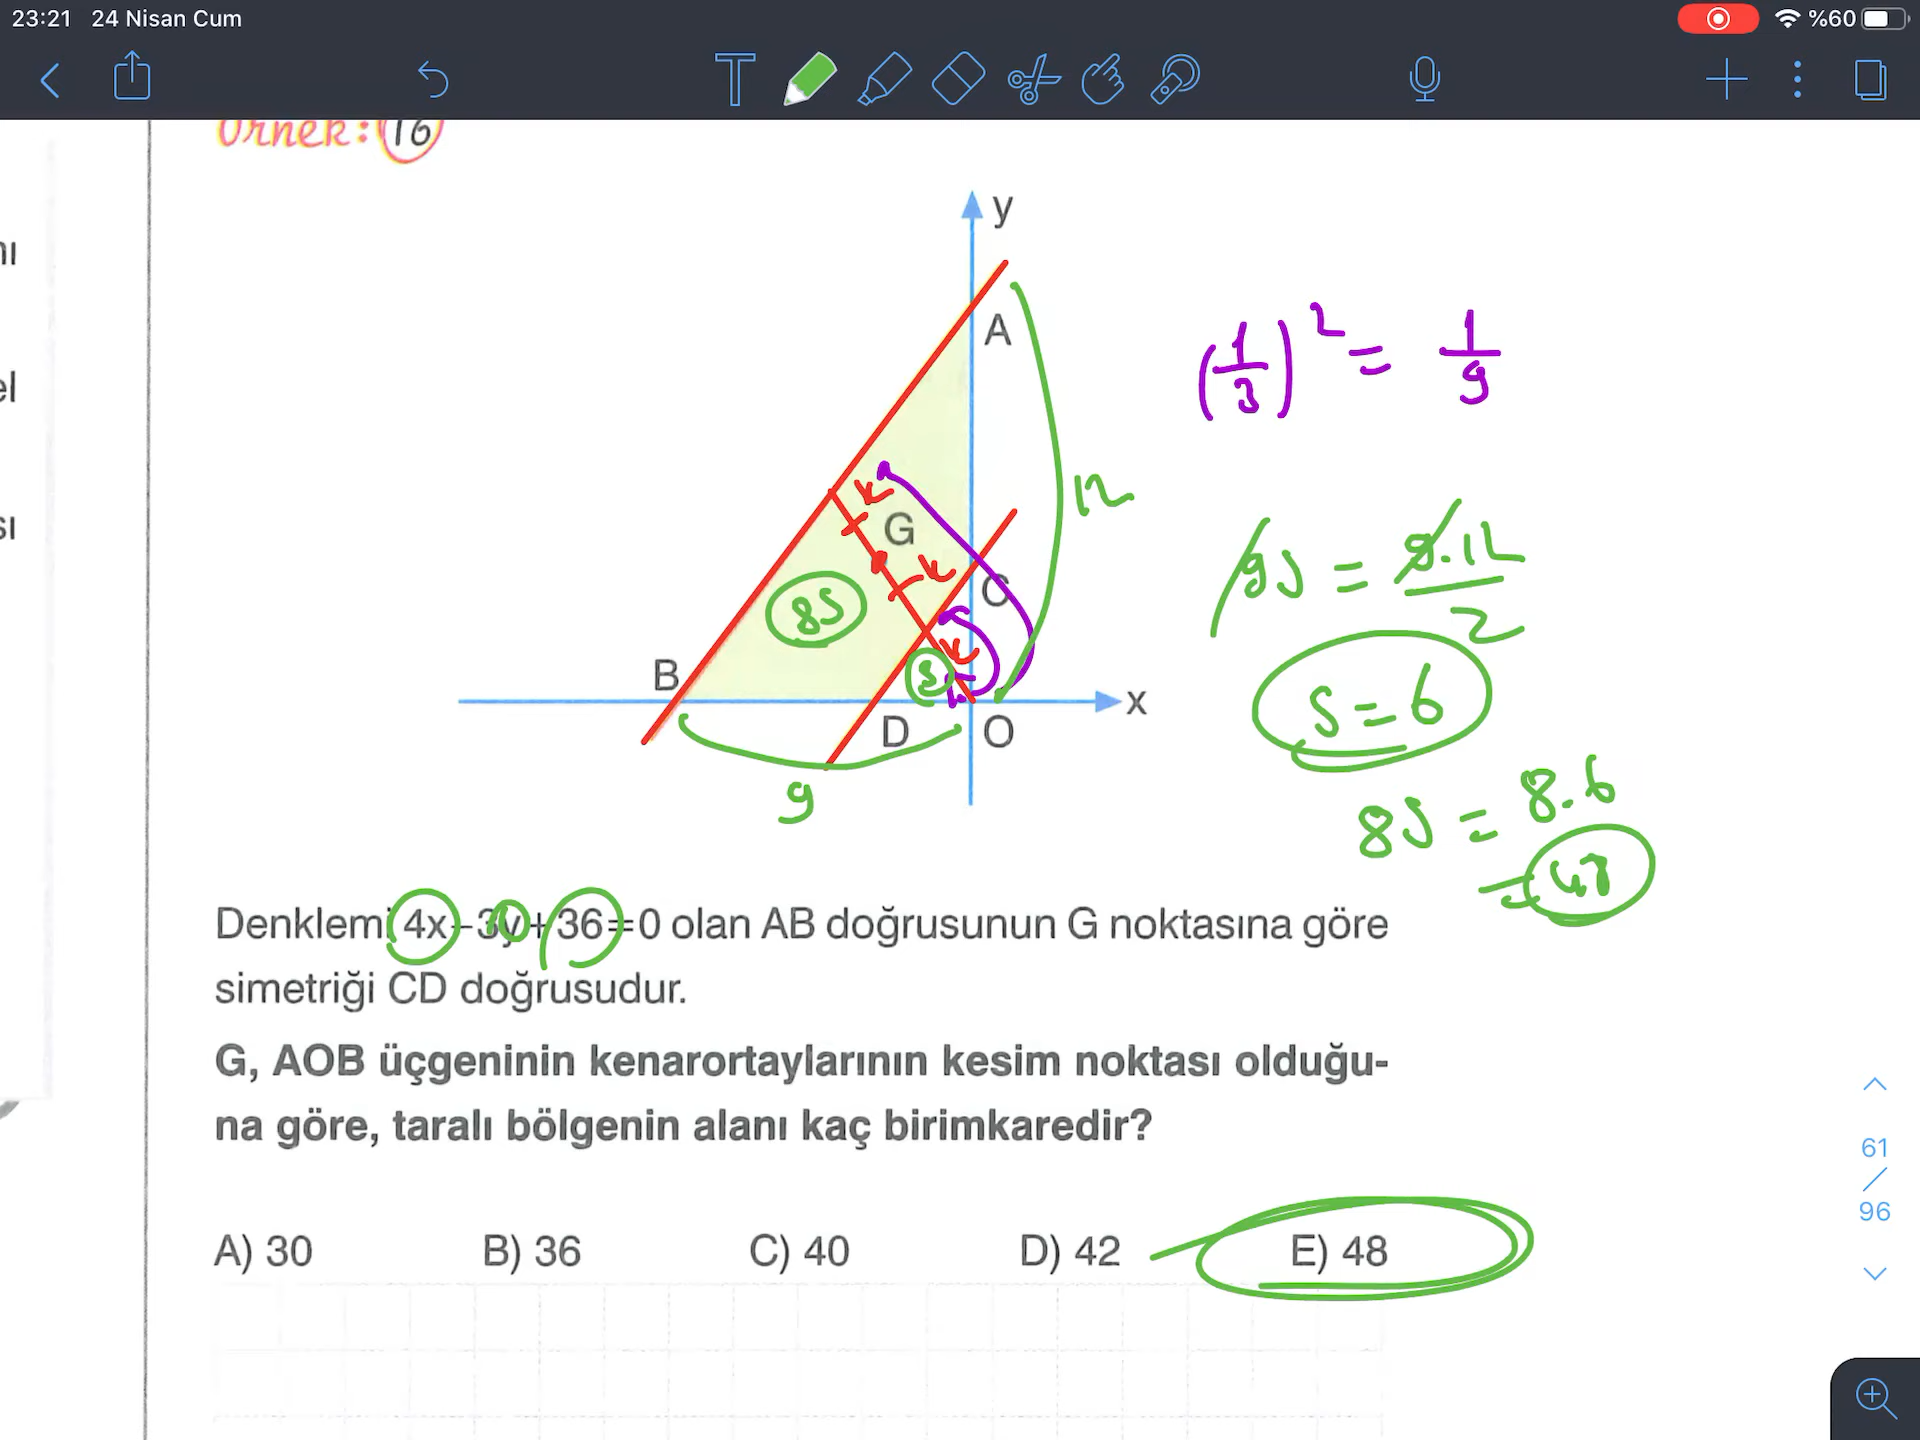 23:21 24 Nisan Cum
%60
Örnek: 16
nı
el
sı
y
A
(1/3)² = 1/9
12
K
G
K
9S = 9.12/2
C
8S
K
S
B
S = 6
x
D
O
9
8S = 8.6
= 48
Denklemi 4x-3y+36=0 olan AB doğrusunun G noktasına göre
simetriği CD doğrusudur.
G, AOB üçgeninin kenarortaylarının kesim noktası olduğu-
na göre, taralı bölgenin alanı kaç birimkaredir?
61
/
96
A) 30 B) 36 C) 40 D) 42 E) 48